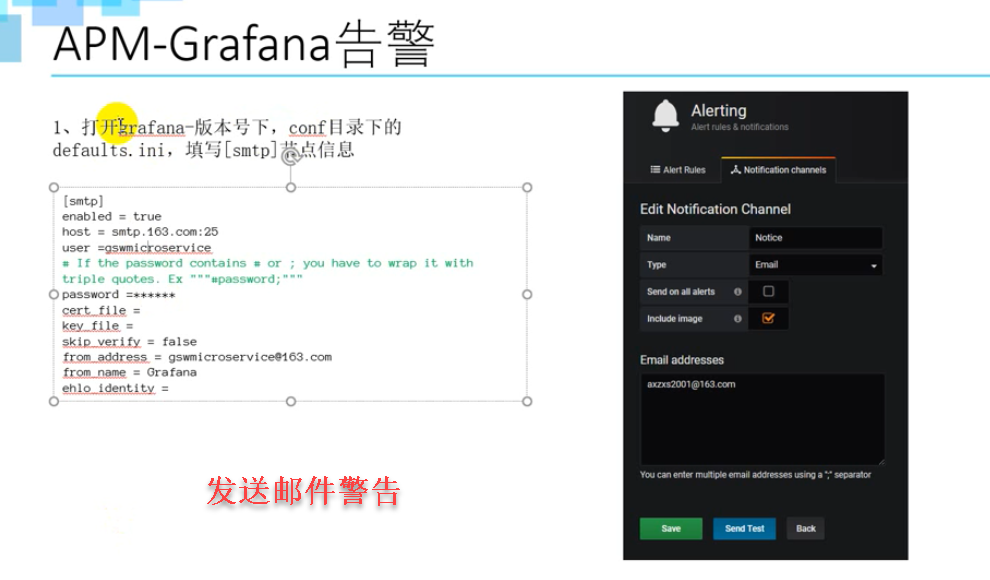 APM-Grafana告警
1、打开grafana-版本号下，conf目录下的
defaults.ini，填写[smtp]节点信息
[smtp]
enabled = true
host = smtp.163.com:25
user =gswmicroservice
# If the password contains # or ; you have to wrap it with
triple quotes. Ex """#password;"""
password =******
cert_file =
key_file =
skip_verify = false
from_address = gswmicroservice@163.com
from_name = Grafana
ehlo_identity =
发送邮件警告
Alerting
Alert rules & notifications
Alert Rules
Notification channels
Edit Notification Channel
Name
Notice
Type
Email
Send on all alerts
Include image
Email addresses
axzxs2001@163.com
You can enter multiple email addresses using a ";" separator
Save
Send Test
Back